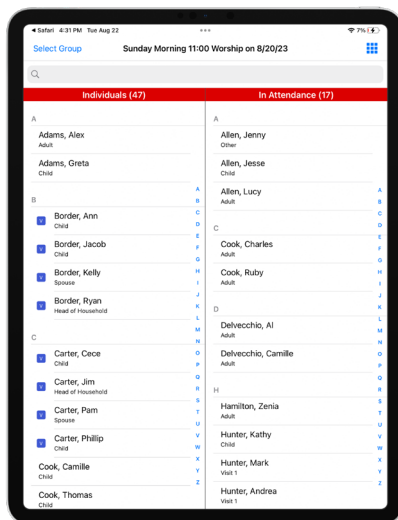 Safari 4:31 PM Tue Aug 22
7%
Select Group
Sunday Morning 11:00 Worship on 8/20/23
Individuals (47)
A
Adams, Alex
Adult
Adams, Greta
Child
B
V
Border, Ann
Child
V
Border, Jacob
Child
V
Border, Kelly
Spouse
V
Border, Ryan
Head of Household
C
V
Carter, Cece
Child
V
Carter, Jim
Head of Household
V
Carter, Pam
Spouse
V
Carter, Phillip
Child
Cook, Camille
Child
Cook, Thomas
Child
A
B
C
D
E
F
G
H
I
J
K
L
M
N
O
P
Q
R
S
T
U
V
W
X
Y
Z
In Attendance (17)
A
Allen, Jenny
Other
Allen, Jesse
Child
Allen, Lucy
Adult
C
Cook, Charles
Adult
Cook, Ruby
Adult
D
Delvecchio, Al
Adult
Delvecchio, Camille
Adult
H
Hamilton, Zenia
Adult
Hunter, Kathy
Child
Hunter, Mark
Visit 1
Hunter, Andrea
Visit 1
A
B
C
D
E
F
G
H
I
J
K
L
M
N
O
P
Q
R
S
T
U
V
W
X
Y
Z